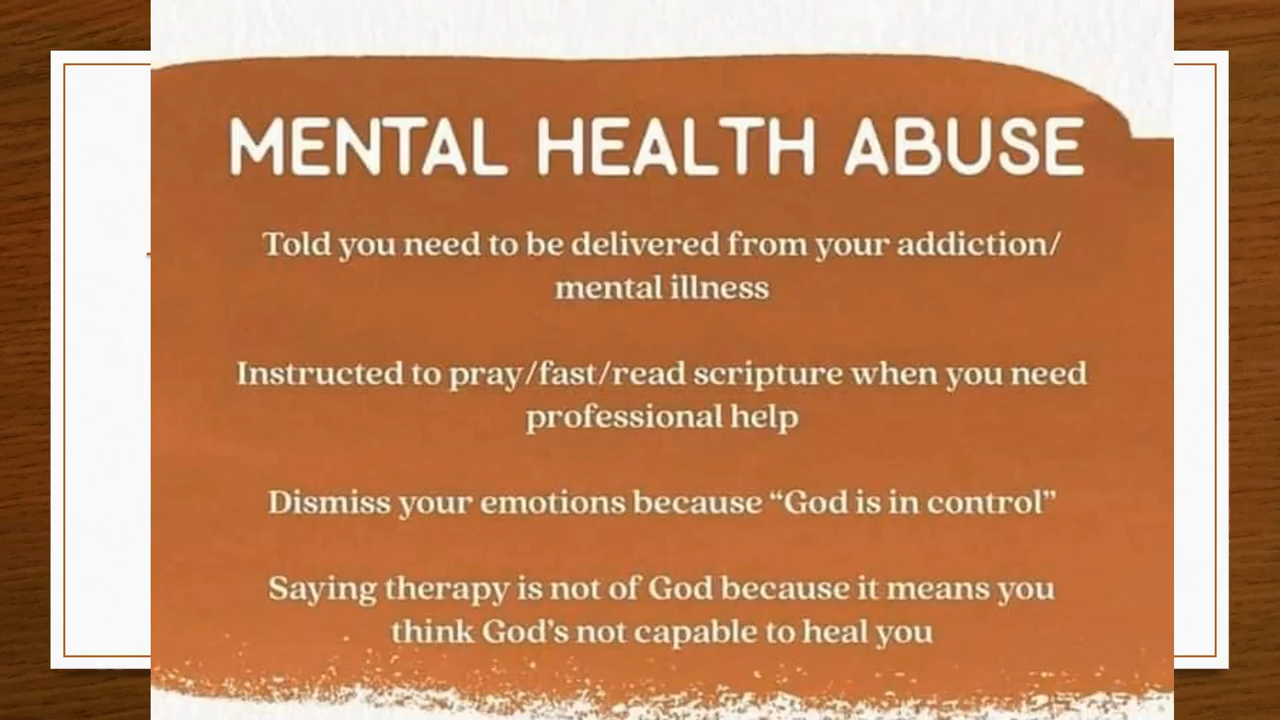 MENTAL HEALTH ABUSE
Told you need to be delivered from your addiction/
mental illness
Instructed to pray/fast/read scripture when you need
professional help
Dismiss your emotions because “God is in control”
Saying therapy is not of God because it means you
think God’s not capable to heal you